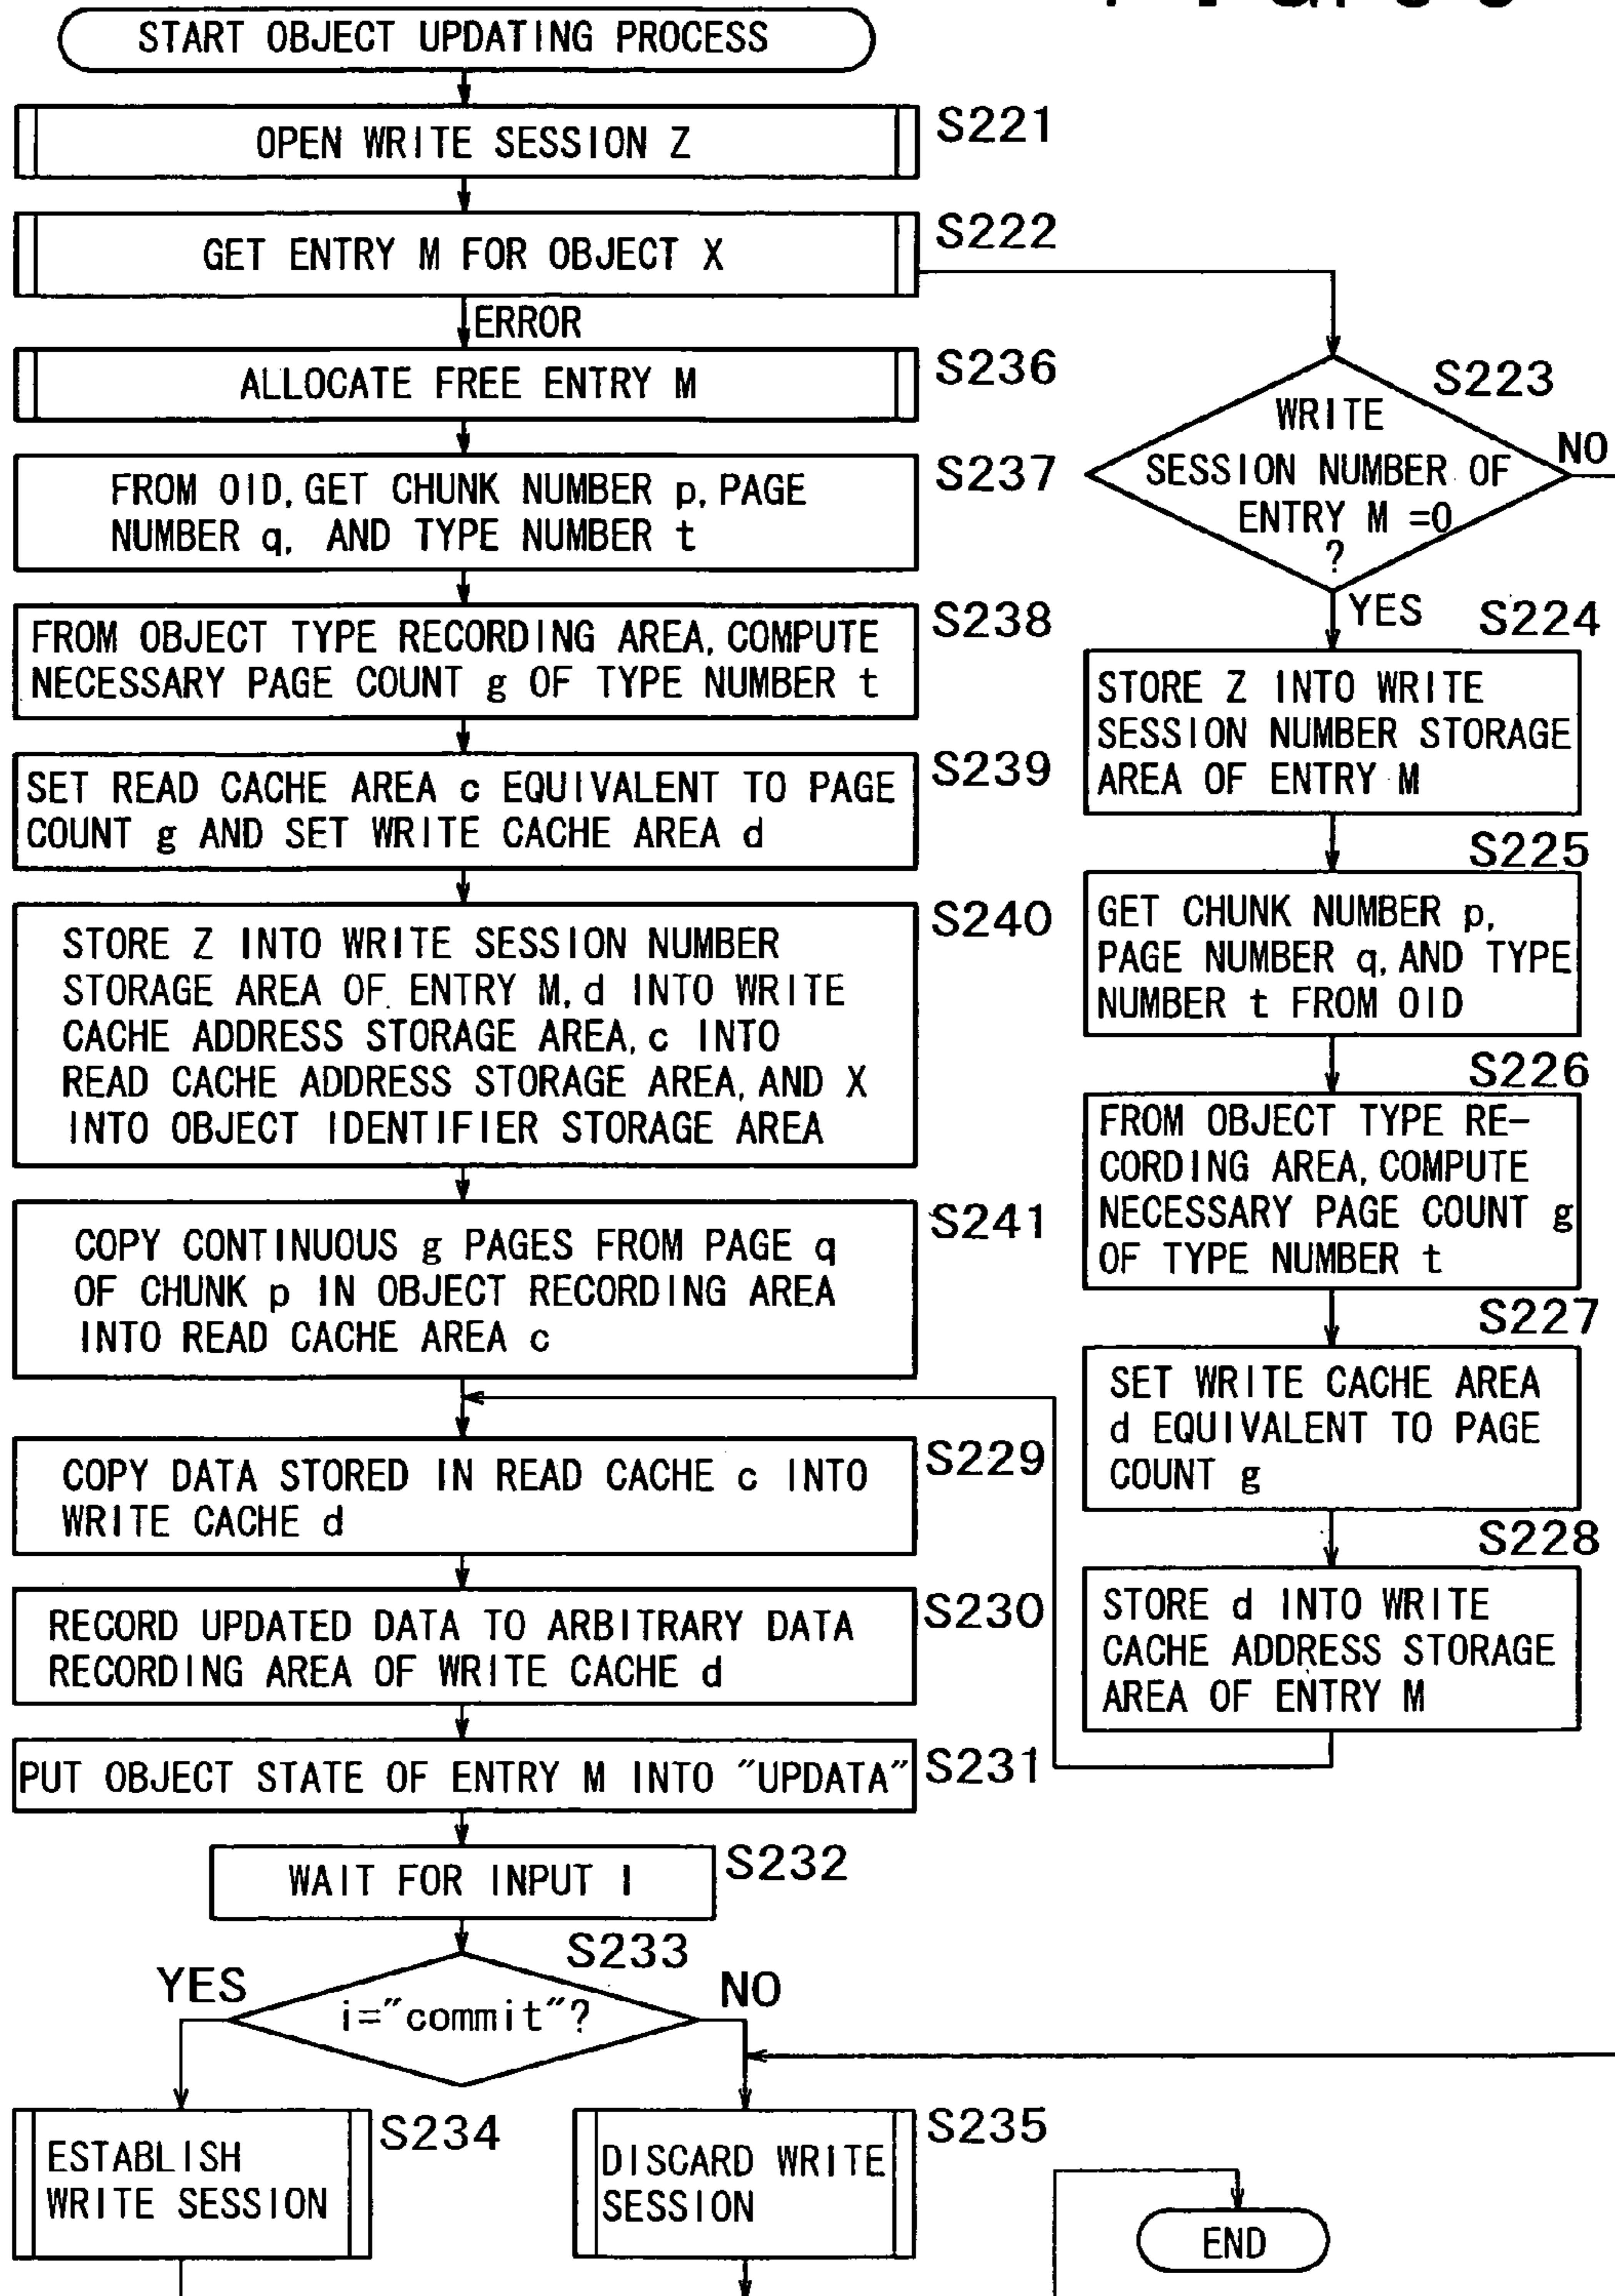 START OBJECT UPDATING PROCESS
OPEN WRITE SESSION Z
S221
GET ENTRY M FOR OBJECT X
S222
ERROR
ALLOCATE FREE ENTRY M
S236
FROM OID, GET CHUNK NUMBER p, PAGE
NUMBER q, AND TYPE NUMBER t
S237
FROM OBJECT TYPE RECORDING AREA, COMPUTE
NECESSARY PAGE COUNT g OF TYPE NUMBER t
S238
SET READ CACHE AREA c EQUIVALENT TO PAGE
COUNT g AND SET WRITE CACHE AREA d
S239
STORE Z INTO WRITE SESSION NUMBER
STORAGE AREA OF ENTRY M, d INTO WRITE
CACHE ADDRESS STORAGE AREA, c INTO
READ CACHE ADDRESS STORAGE AREA, AND X
INTO OBJECT IDENTIFIER STORAGE AREA
S240
COPY CONTINUOUS g PAGES FROM PAGE q
OF CHUNK p IN OBJECT RECORDING AREA
INTO READ CACHE AREA c
S241
S223
WRITE
SESSION NUMBER OF
ENTRY M =0
?
NO
YES
S224
STORE Z INTO WRITE
SESSION NUMBER STORAGE
AREA OF ENTRY M
S225
GET CHUNK NUMBER p,
PAGE NUMBER q, AND TYPE
NUMBER t FROM OID
S226
FROM OBJECT TYPE RE-
CORDING AREA, COMPUTE
NECESSARY PAGE COUNT g
OF TYPE NUMBER t
S227
SET WRITE CACHE AREA
d EQUIVALENT TO PAGE
COUNT g
S228
STORE d INTO WRITE
CACHE ADDRESS STORAGE
AREA OF ENTRY M
COPY DATA STORED IN READ CACHE c INTO
WRITE CACHE d
S229
RECORD UPDATED DATA TO ARBITRARY DATA
RECORDING AREA OF WRITE CACHE d
S230
PUT OBJECT STATE OF ENTRY M INTO "UPDATA"
S231
WAIT FOR INPUT I
S232
S233
i="commit"?
YES
NO
ESTABLISH
WRITE SESSION
S234
DISCARD WRITE
SESSION
S235
END